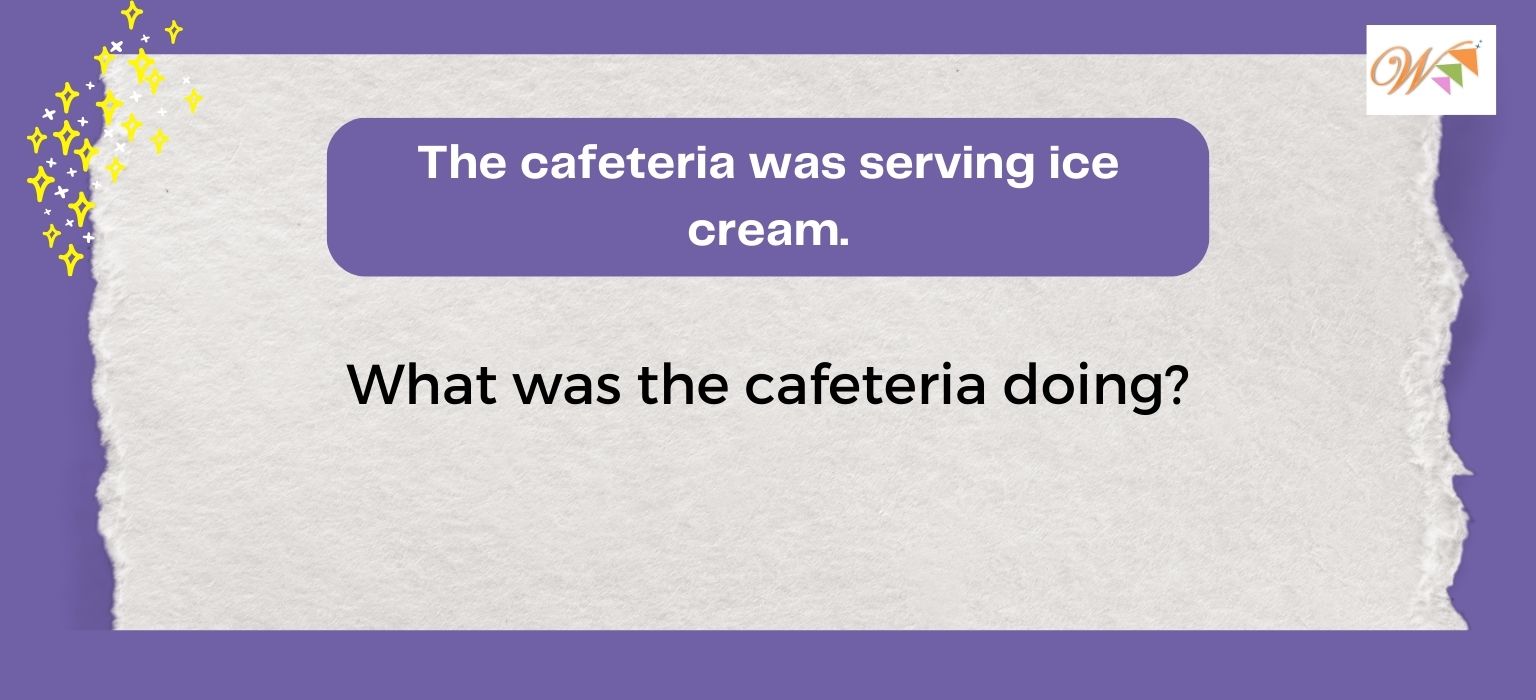 W
The cafeteria was serving ice
cream.
What was the cafeteria doing?